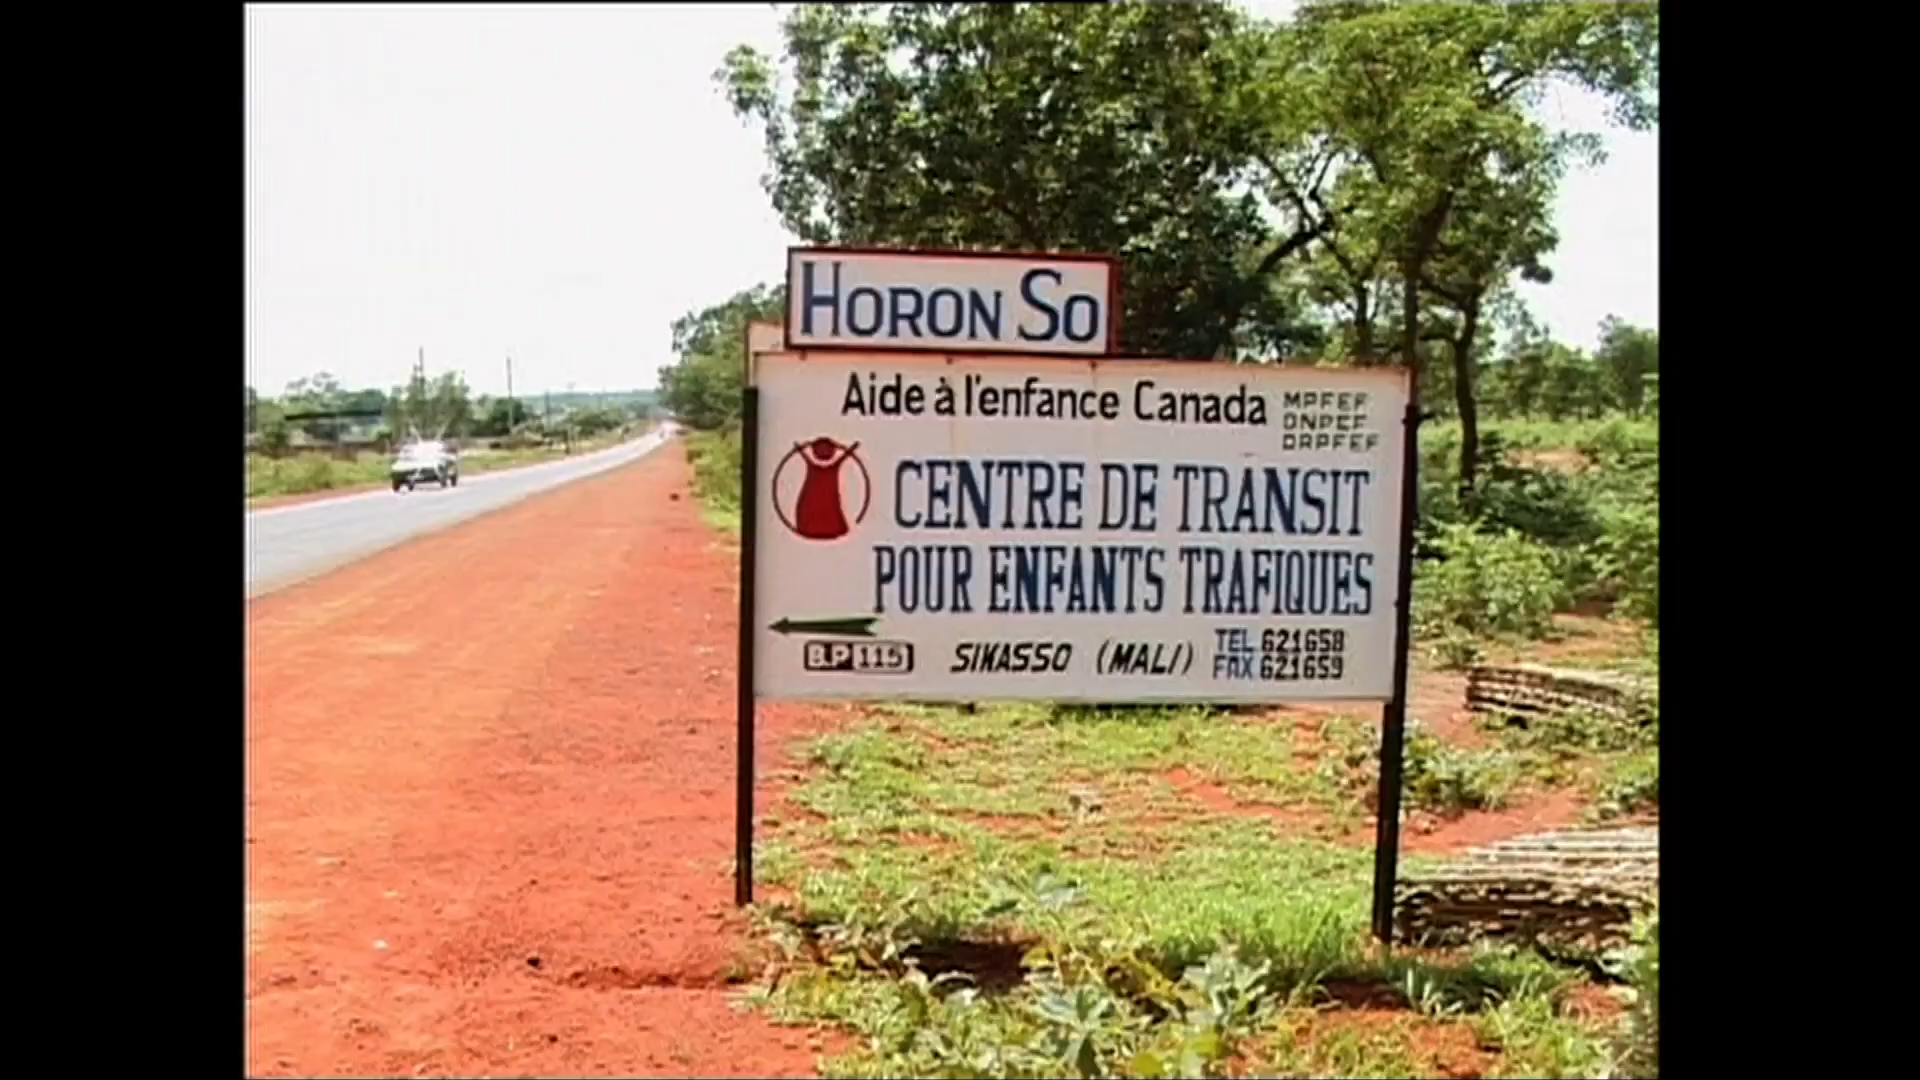 HORON SO
Aide à l'enfance Canada
MPFEF
DNPEF
DRPFEF
CENTRE DE TRANSIT
POUR ENFANTS TRAFIQUES
B.P 115
SIKASSO (MALI)
TEL 621658
FAX 621659